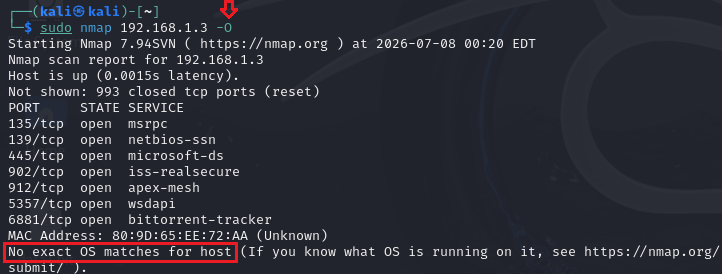 ┌──(kali㉿kali)-[~]
└─$ sudo nmap 192.168.1.3 -O
Starting Nmap 7.94SVN ( https://nmap.org ) at 2026-07-08 00:20 EDT
Nmap scan report for 192.168.1.3
Host is up (0.0015s latency).
Not shown: 993 closed tcp ports (reset)
PORT     STATE SERVICE
135/tcp  open  msrpc
139/tcp  open  netbios-ssn
445/tcp  open  microsoft-ds
902/tcp  open  iss-realsecure
912/tcp  open  apex-mesh
5357/tcp open  wsdapi
6881/tcp open  bittorrent-tracker
MAC Address: 80:9D:65:EE:72:AA (Unknown)
No exact OS matches for host (If you know what OS is running on it, see https://nmap.org/
submit/ ).